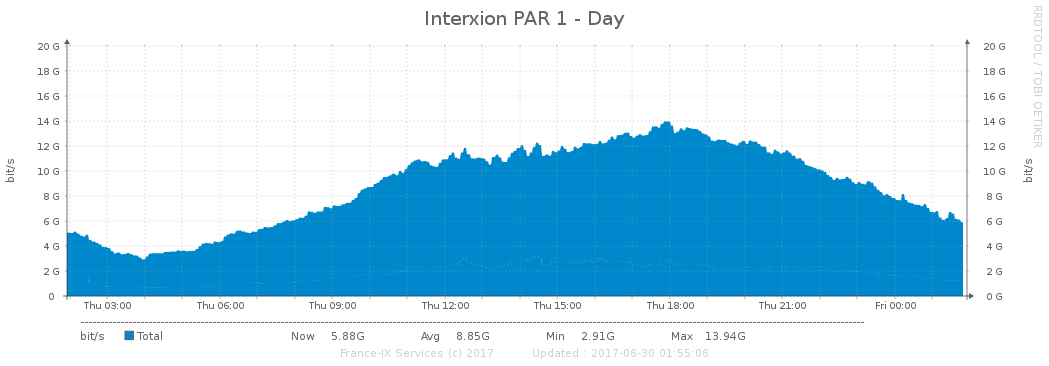 Interxion PAR 1 - Day
RRDTOOL / TOBI OETIKER
20 G 20 G
18 G 18 G
16 G 16 G
14 G 14 G
12 G 12 G
10 G 10 G
8 G 8 G
6 G 6 G
4 G 4 G
2 G 2 G
0 0 G
bit/s
bit/s
Thu 03:00 Thu 06:00 Thu 09:00 Thu 12:00 Thu 15:00 Thu 18:00 Thu 21:00 Fri 00:00
bit/s Total Now 5.88G Avg 8.85G Min 2.91G Max 13.94G
France-IX Services (c) 2017 Updated : 2017-06-30 01:55:06